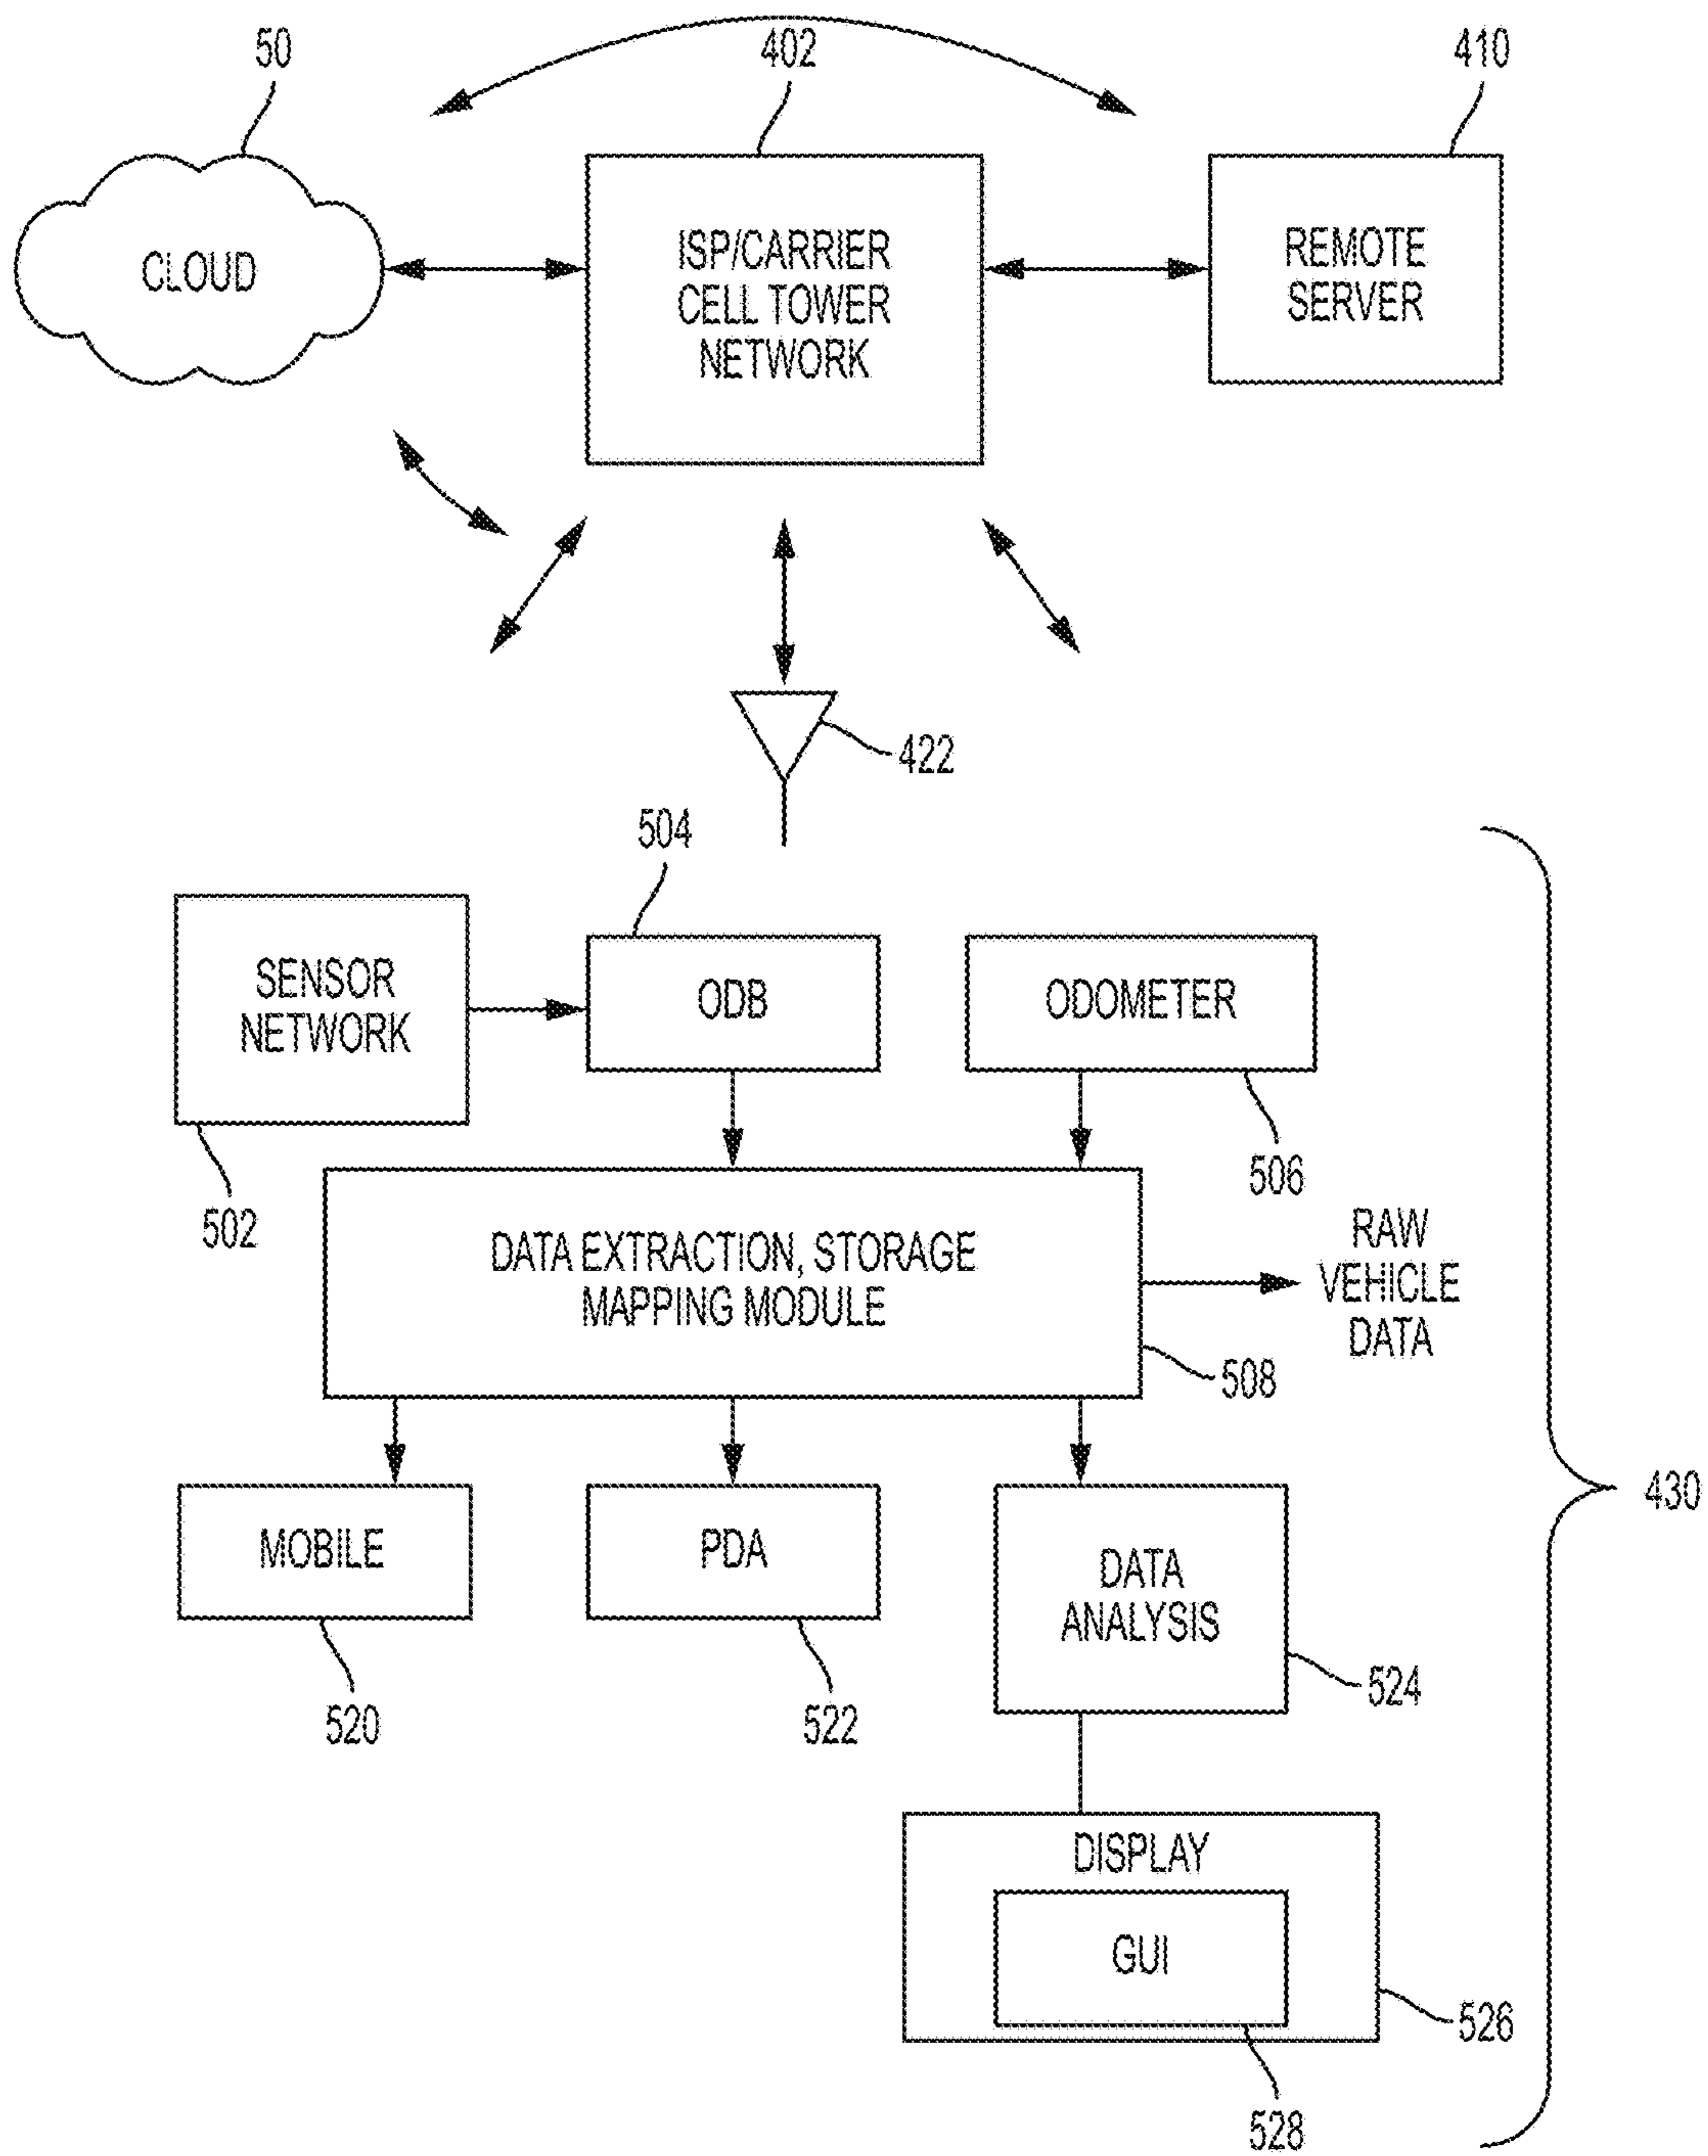 50
402
410
CLOUD
ISP/CARRIER
CELL TOWER
NETWORK
REMOTE
SERVER
422
504
SENSOR
NETWORK
ODB
ODOMETER
502
506
DATA EXTRACTION, STORAGE
MAPPING MODULE
RAW
VEHICLE
DATA
508
430
MOBILE
PDA
DATA
ANALYSIS
520
522
524
DISPLAY
GUI
526
528